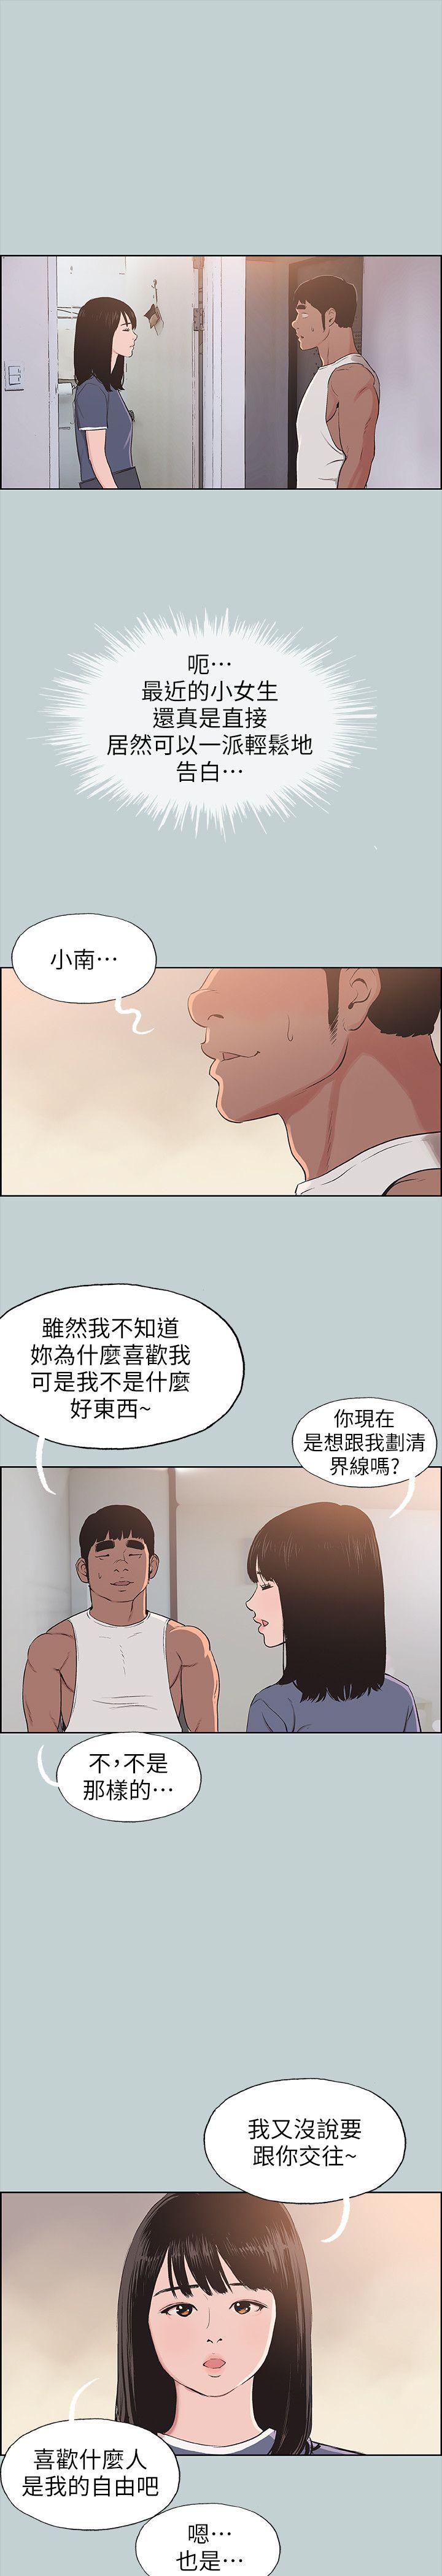 呃⋯
最近的小女生
還真是直接
居然可以一派輕鬆地
告白⋯
小南⋯
雖然我不知道
妳為什麼喜歡我
可是我不是什麼
好東西~
你現在
是想跟我劃清
界線嗎?
不,不是
那樣的⋯
我又沒說要
跟你交往~
喜歡什麼人
是我的自由吧
嗯⋯
也是⋯